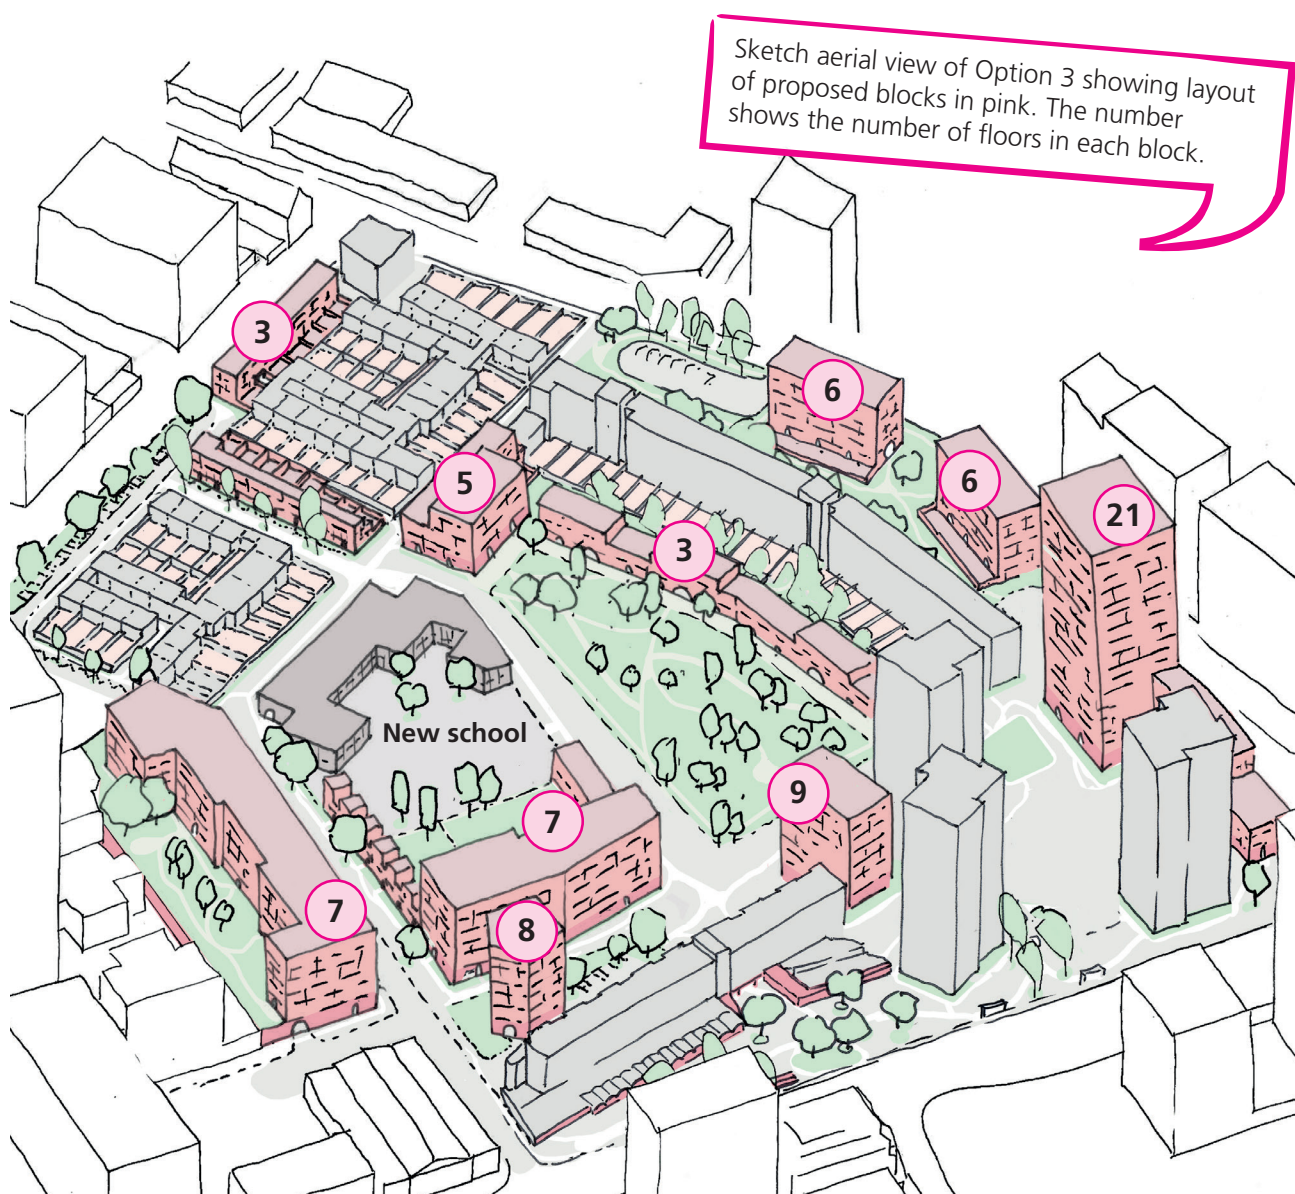 Sketch aerial view of Option 3 showing layout
of proposed blocks in pink. The number
shows the number of floors in each block.
3
6
5
6
21
3
New school
9
7
7
8